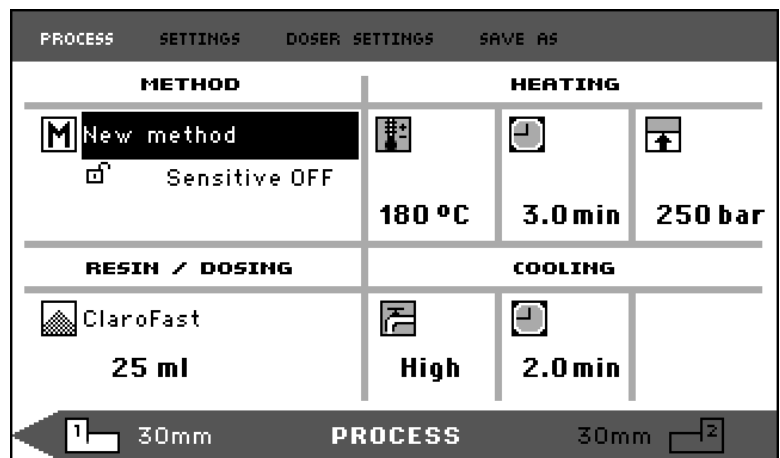 PROCESS SETTINGS DOSER SETTINGS SAVE AS
METHOD HEATING
M New method
Sensitive OFF
180 ºC 3.0 min 250 bar
RESIN / DOSING COOLING
ClaroFast
25 ml High 2.0 min
1 30mm PROCESS 30mm 2